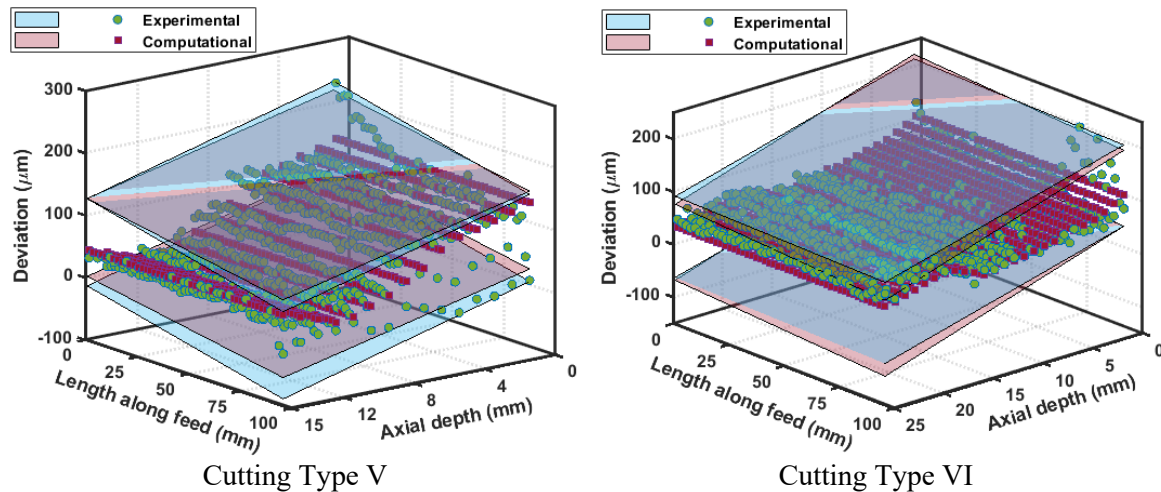 Experimental
Computational
300
200
100
0
-100
Deviation (μm)
0
25
50
75
100
Length along feed (mm)
15
12
8
4
0
Axial depth (mm)
Cutting Type V
Experimental
Computational
200
100
0
-100
Deviation (μm)
0
25
50
75
100
Length along feed (mm)
25
20
15
10
5
0
Axial depth (mm)
Cutting Type VI